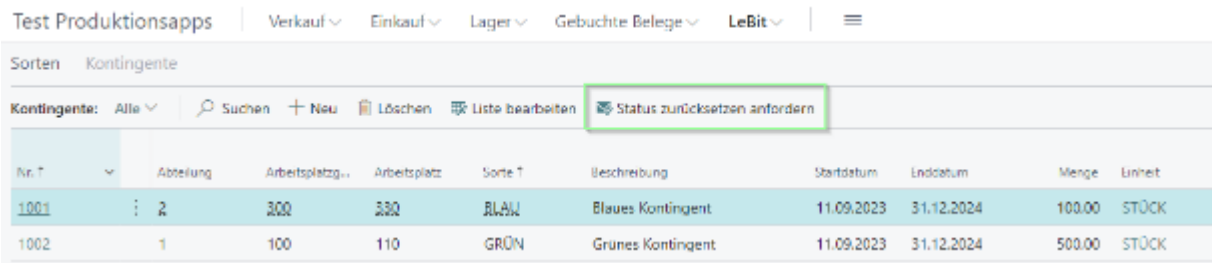 Test Produktionsapps Verkauf Einkauf Lager Gebuchte Belege LeBit
Sorten Kontingente
Kontingente: Alle Suchen Neu Löschen Liste bearbeiten Status zurücksetzen anfordern
Nr. ↑ Abteilung Arbeitsplatzg... Arbeitsplatz Sorte ↑ Beschreibung Startdatum Enddatum Menge Einheit
1001 2 300 330 BLAU Blaues Kontingent 11.09.2023 31.12.2024 100.00 STÜCK
1002 1 100 110 GRÜN Grünes Kontingent 11.09.2023 31.12.2024 500.00 STÜCK